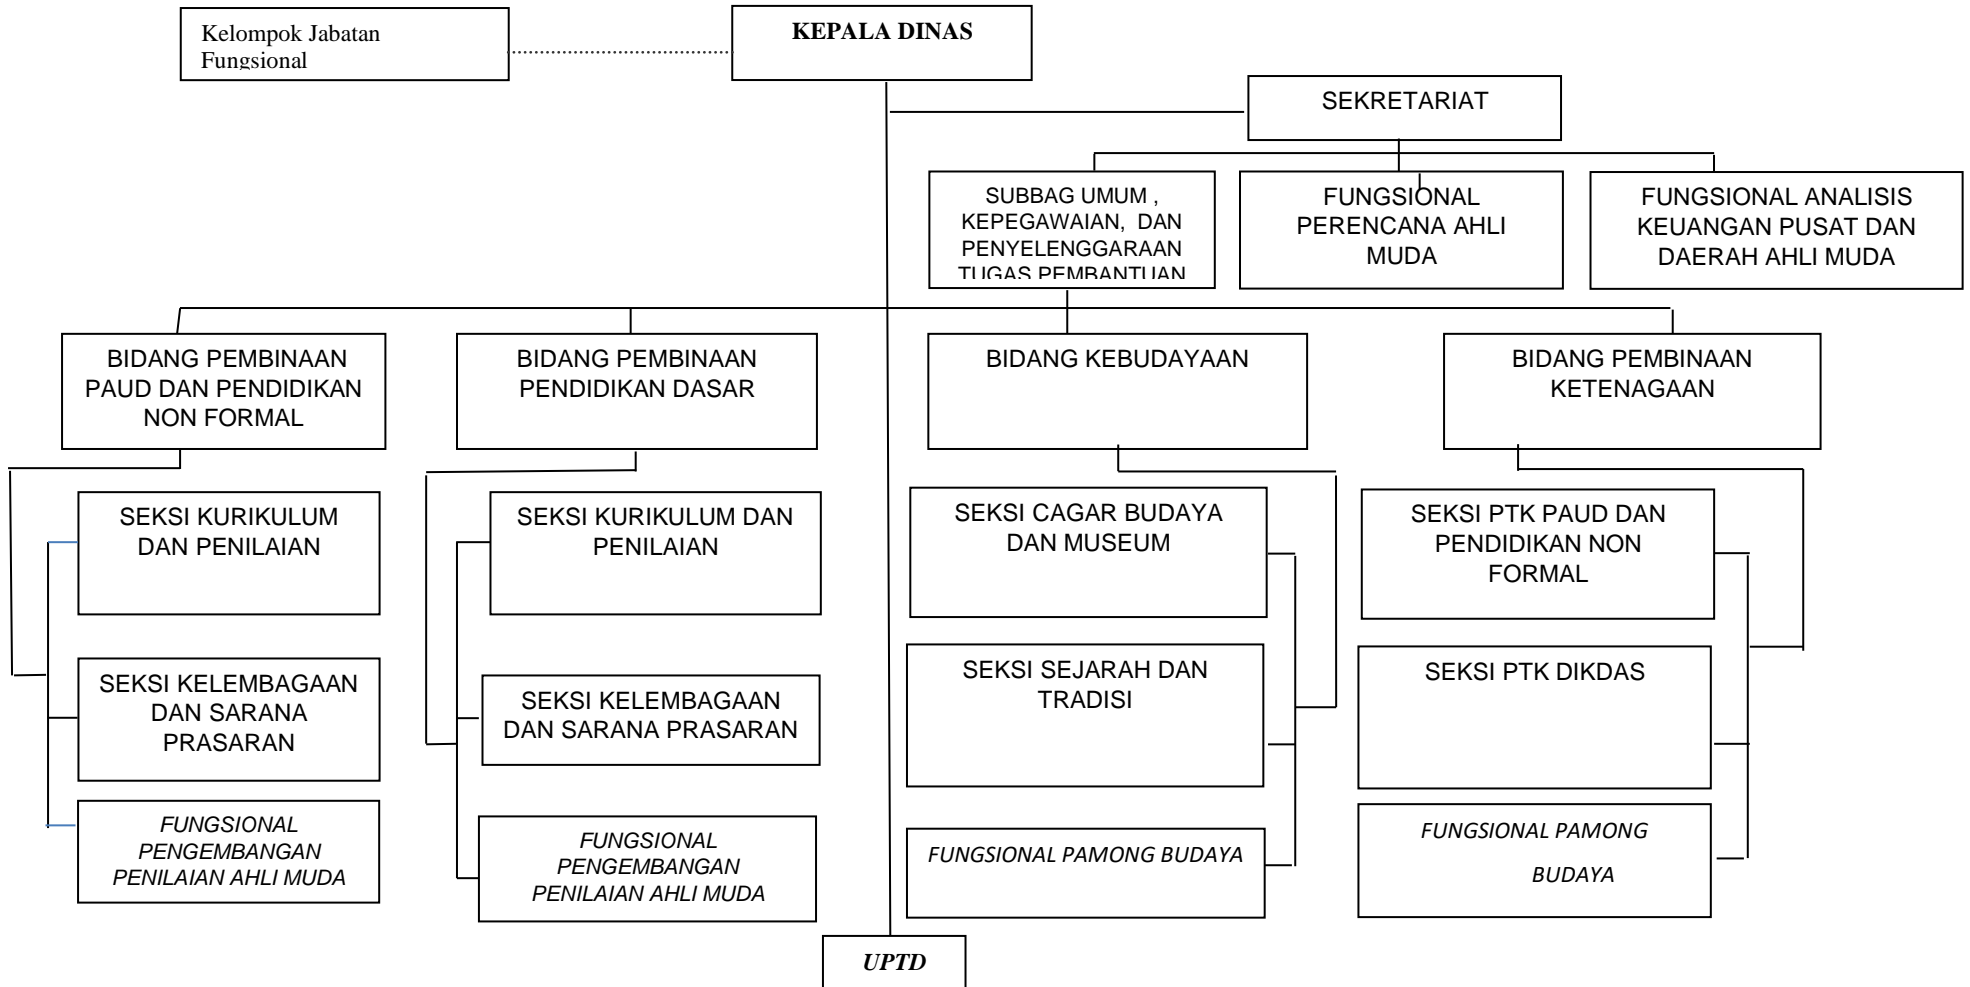 Kelompok Jabatan
Fungsional
KEPALA DINAS
SEKRETARIAT
SUBBAG UMUM ,
KEPEGAWAIAN, DAN
PENYELENGGARAAN
TUGAS PEMBANTUAN
FUNGSIONAL
PERENCANA AHLI
MUDA
FUNGSIONAL ANALISIS
KEUANGAN PUSAT DAN
DAERAH AHLI MUDA
BIDANG PEMBINAAN
PAUD DAN PENDIDIKAN
NON FORMAL
BIDANG PEMBINAAN
PENDIDIKAN DASAR
BIDANG KEBUDAYAAN
BIDANG PEMBINAAN
KETENAGAAN
SEKSI KURIKULUM
DAN PENILAIAN
SEKSI KURIKULUM DAN
PENILAIAN
SEKSI CAGAR BUDAYA
DAN MUSEUM
SEKSI PTK PAUD DAN
PENDIDIKAN NON
FORMAL
SEKSI KELEMBAGAAN
DAN SARANA
PRASARAN
SEKSI KELEMBAGAAN
DAN SARANA PRASARAN
SEKSI SEJARAH DAN
TRADISI
SEKSI PTK DIKDAS
FUNGSIONAL
PENGEMBANGAN
PENILAIAN AHLI MUDA
FUNGSIONAL
PENGEMBANGAN
PENILAIAN AHLI MUDA
FUNGSIONAL PAMONG BUDAYA
FUNGSIONAL PAMONG
BUDAYA
UPTD